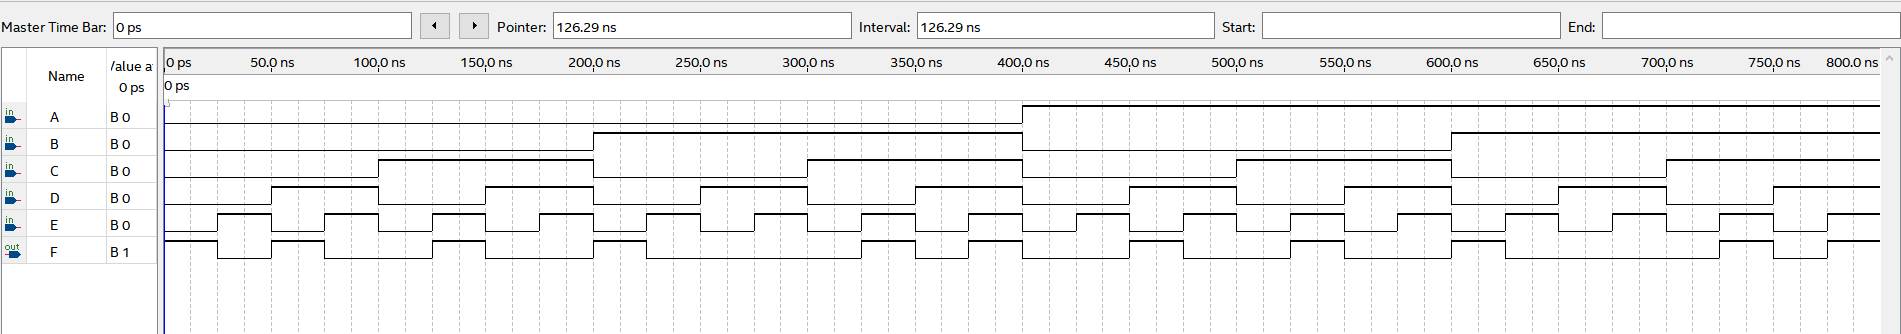 Master Time Bar: 0 ps Pointer: 126.29 ns Interval: 126.29 ns Start: End:
Name Value at 0 ps
0 ps 50.0 ns 100.0 ns 150.0 ns 200.0 ns 250.0 ns 300.0 ns 350.0 ns 400.0 ns 450.0 ns 500.0 ns 550.0 ns 600.0 ns 650.0 ns 700.0 ns 750.0 ns 800.0 ns
0 ps
in A B 0
in B B 0
in C B 0
in D B 0
in E B 0
out F B 1